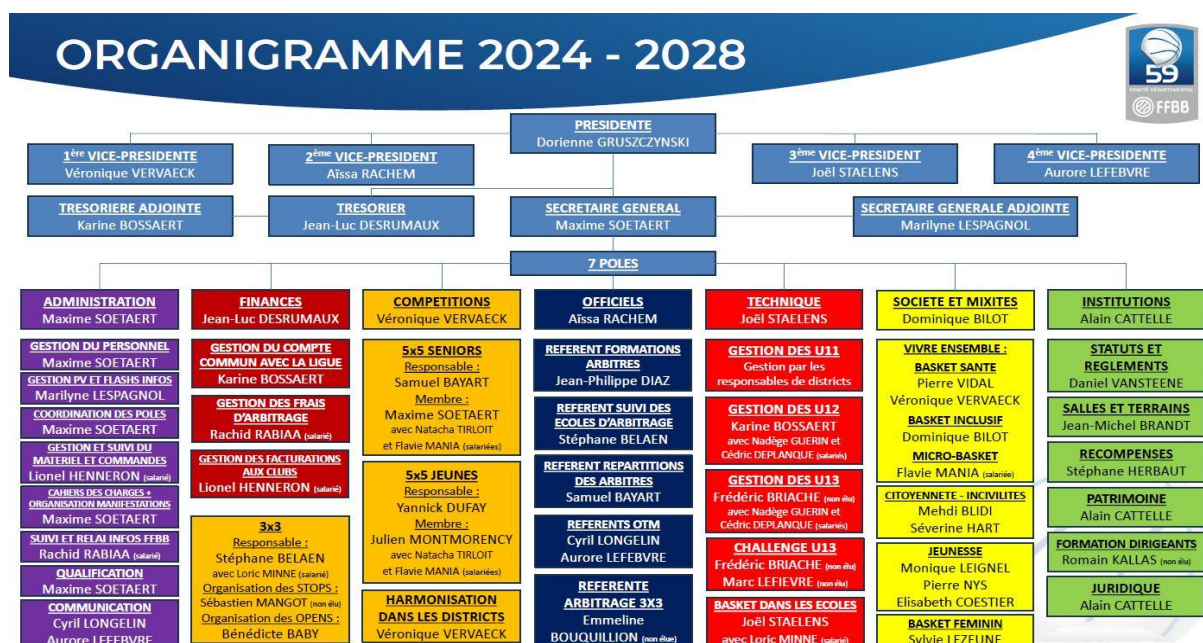 ORGANIGRAMME 2024 - 2028
59
COMITÉ DÉPARTEMENTAL
FFBB
PRESIDENTE
Dorienne GRUSZCZYNSKI
1ère VICE-PRESIDENTE
Véronique VERVAECK
2ème VICE-PRESIDENT
Aïssa RACHEM
3ème VICE-PRESIDENT
Joël STAELENS
4ème VICE-PRESIDENTE
Aurore LEFEBVRE
TRESORIERE ADJOINTE
Karine BOSSAERT
TRESORIER
Jean-Luc DESRUMAUX
SECRETAIRE GENERAL
Maxime SOETAERT
SECRETAIRE GENERALE ADJOINTE
Marilyne LESPAGNOL
7 POLES
ADMINISTRATION
Maxime SOETAERT
GESTION DU PERSONNEL
Maxime SOETAERT
GESTION PV ET FLASHS INFOS
Marilyne LESPAGNOL
COORDINATION DES POLES
Maxime SOETAERT
GESTION ET SUIVI DU
MATERIEL ET COMMANDES
Lionel HENNERON (salarié)
CAHIERS DES CHARGES +
ORGANISATION MANIFESTATIONS
Maxime SOETAERT
SUIVI ET RELAI INFOS FFBB
Rachid RABIAA (salarié)
QUALIFICATION
Maxime SOETAERT
COMMUNICATION
Cyril LONGELIN
Aurore LEFEBVRE
FINANCES
Jean-Luc DESRUMAUX
GESTION DU COMPTE
COMMUN AVEC LA LIGUE
Karine BOSSAERT
GESTION DES FRAIS
D'ARBITRAGE
Rachid RABIAA (salarié)
GESTION DES FACTURATIONS
AUX CLUBS
Lionel HENNERON (salarié)
3x3
Responsable :
Stéphane BELAEN
avec Loric MINNE (salarié)
Organisation des STOPS :
Sébastien MANGOT (non élu)
Organisation des OPENS :
Bénédicte BABY
COMPETITIONS
Véronique VERVAECK
5x5 SENIORS
Responsable :
Samuel BAYART
Membre :
Maxime SOETAERT
avec Natacha TIRLOIT
et Flavie MANIA (salariées)
5x5 JEUNES
Responsable :
Yannick DUFAY
Membre :
Julien MONTMORENCY
avec Natacha TIRLOIT
et Flavie MANIA (salariées)
HARMONISATION
DANS LES DISTRICTS
Véronique VERVAECK
OFFICIELS
Aïssa RACHEM
REFERENT FORMATIONS
ARBITRES
Jean-Philippe DIAZ
REFERENT SUIVI DES
ECOLES D'ARBITRAGE
Stéphane BELAEN
REFERENT REPARTITIONS
DES ARBITRES
Samuel BAYART
REFERENTS OTM
Cyril LONGELIN
Aurore LEFEBVRE
REFERENTE
ARBITRAGE 3X3
Emmeline
BOUQUILLION (non élue)
TECHNIQUE
Joël STAELENS
GESTION DES U11
Gestion par les
responsables de districts
GESTION DES U12
Karine BOSSAERT
avec Nadège GUERIN et
Cédric DEPLANQUE (salariés)
GESTION DES U13
Frédéric BRIACHE (non élu)
avec Nadège GUERIN et
Cédric DEPLANQUE (salariés)
CHALLENGE U13
Frédéric BRIACHE (non élu)
Marc LEFIEVRE (non élu)
BASKET DANS LES ECOLES
Joël STAELENS
avec Loric MINNE (salarié)
SOCIETE ET MIXITES
Dominique BILOT
VIVRE ENSEMBLE :
BASKET SANTE
Pierre VIDAL
Véronique VERVAECK
BASKET INCLUSIF
Dominique BILOT
MICRO-BASKET
Flavie MANIA (salariée)
CITOYENNETE - INCIVILITES
Mehdi BLIDI
Séverine HART
JEUNESSE
Monique LEIGNEL
Pierre NYS
Elisabeth COESTIER
BASKET FEMININ
Sylvie LEZEUNE
INSTITUTIONS
Alain CATTELLE
STATUTS ET
REGLEMENTS
Daniel VANSTEENE
SALLES ET TERRAINS
Jean-Michel BRANDT
RECOMPENSES
Stéphane HERBAUT
PATRIMOINE
Alain CATTELLE
FORMATION DIRIGEANTS
Romain KALLAS (non élu)
JURIDIQUE
Alain CATTELLE